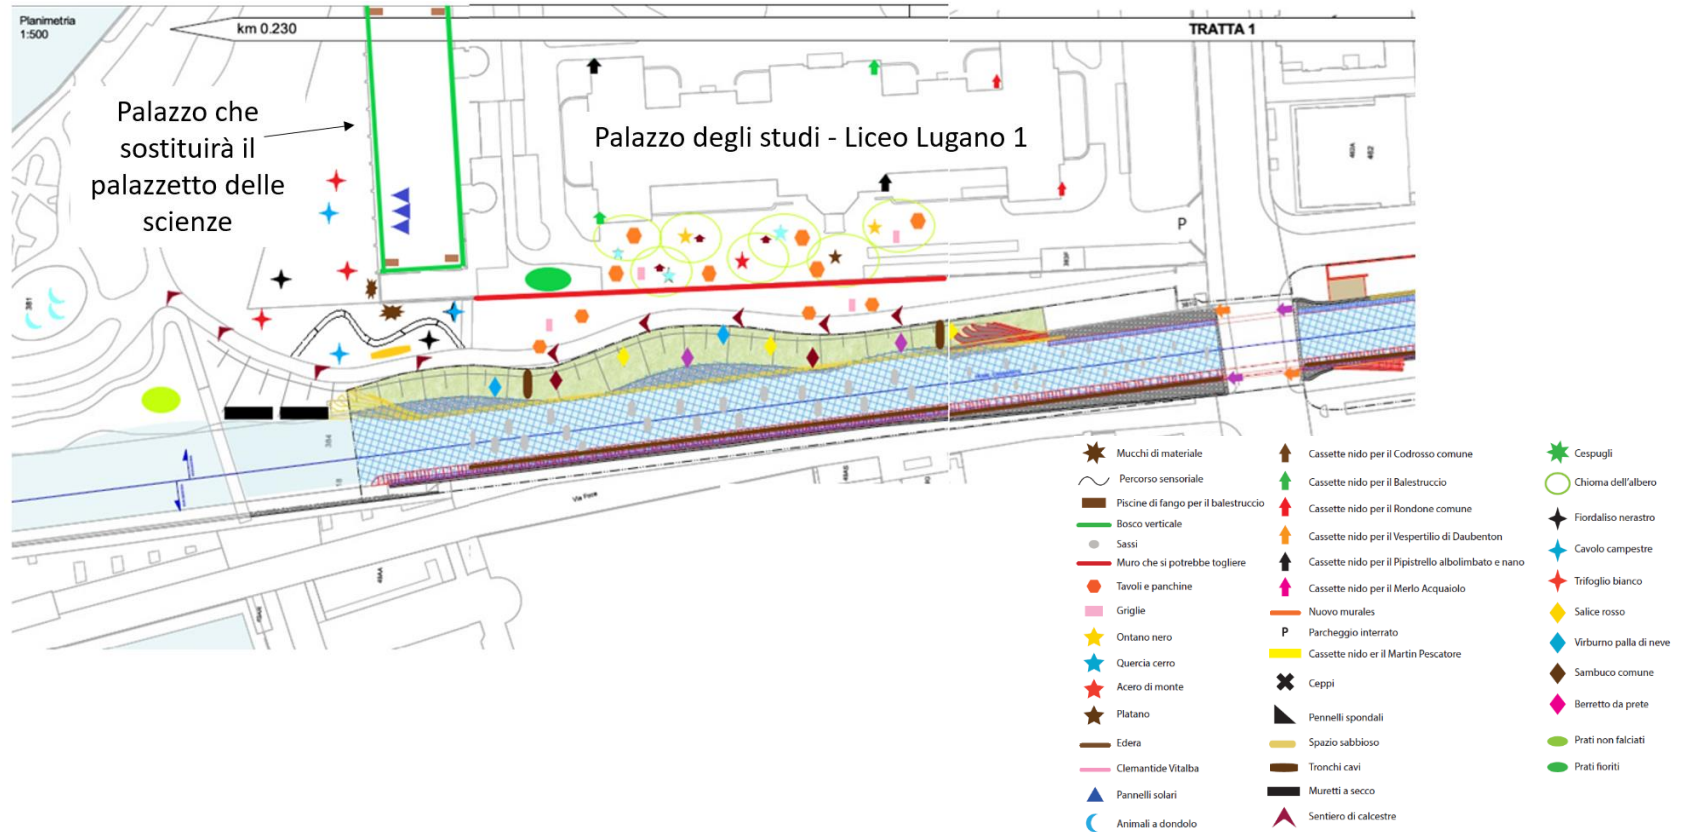 Planimetria
1:500
km 0.230
TRATTA 1
Palazzo che
sostituirà il
palazzetto delle
scienze
Palazzo degli studi - Liceo Lugano 1
482A
482
P
381
384
Via Foce
Mucchi di materiale
Percorso sensoriale
Piscine di fango per il balestruccio
Bosco verticale
Sassi
Muro che si potrebbe togliere
Tavoli e panchine
Griglie
Ontano nero
Quercia cerro
Acero di monte
Platano
Edera
Clemantide Vitalba
Pannelli solari
Animali a dondolo
Cassette nido per il Codrosso comune
Cassette nido per il Balestruccio
Cassette nido per il Rondone comune
Cassette nido per il Vespertilio di Daubenton
Cassette nido per il Pipistrello albolimbato e nano
Cassette nido per il Merlo Acquaiolo
Nuovo murales
P Parcheggio interrato
Cassette nido er il Martin Pescatore
Ceppi
Pennelli spondali
Spazio sabbioso
Tronchi cavi
Muretti a secco
Sentiero di calcestre
Cespugli
Chioma dell'albero
Fiordaliso nerastro
Cavolo campestre
Trifoglio bianco
Salice rosso
Virburno palla di neve
Sambuco comune
Berretto da prete
Prati non falciati
Prati fioriti